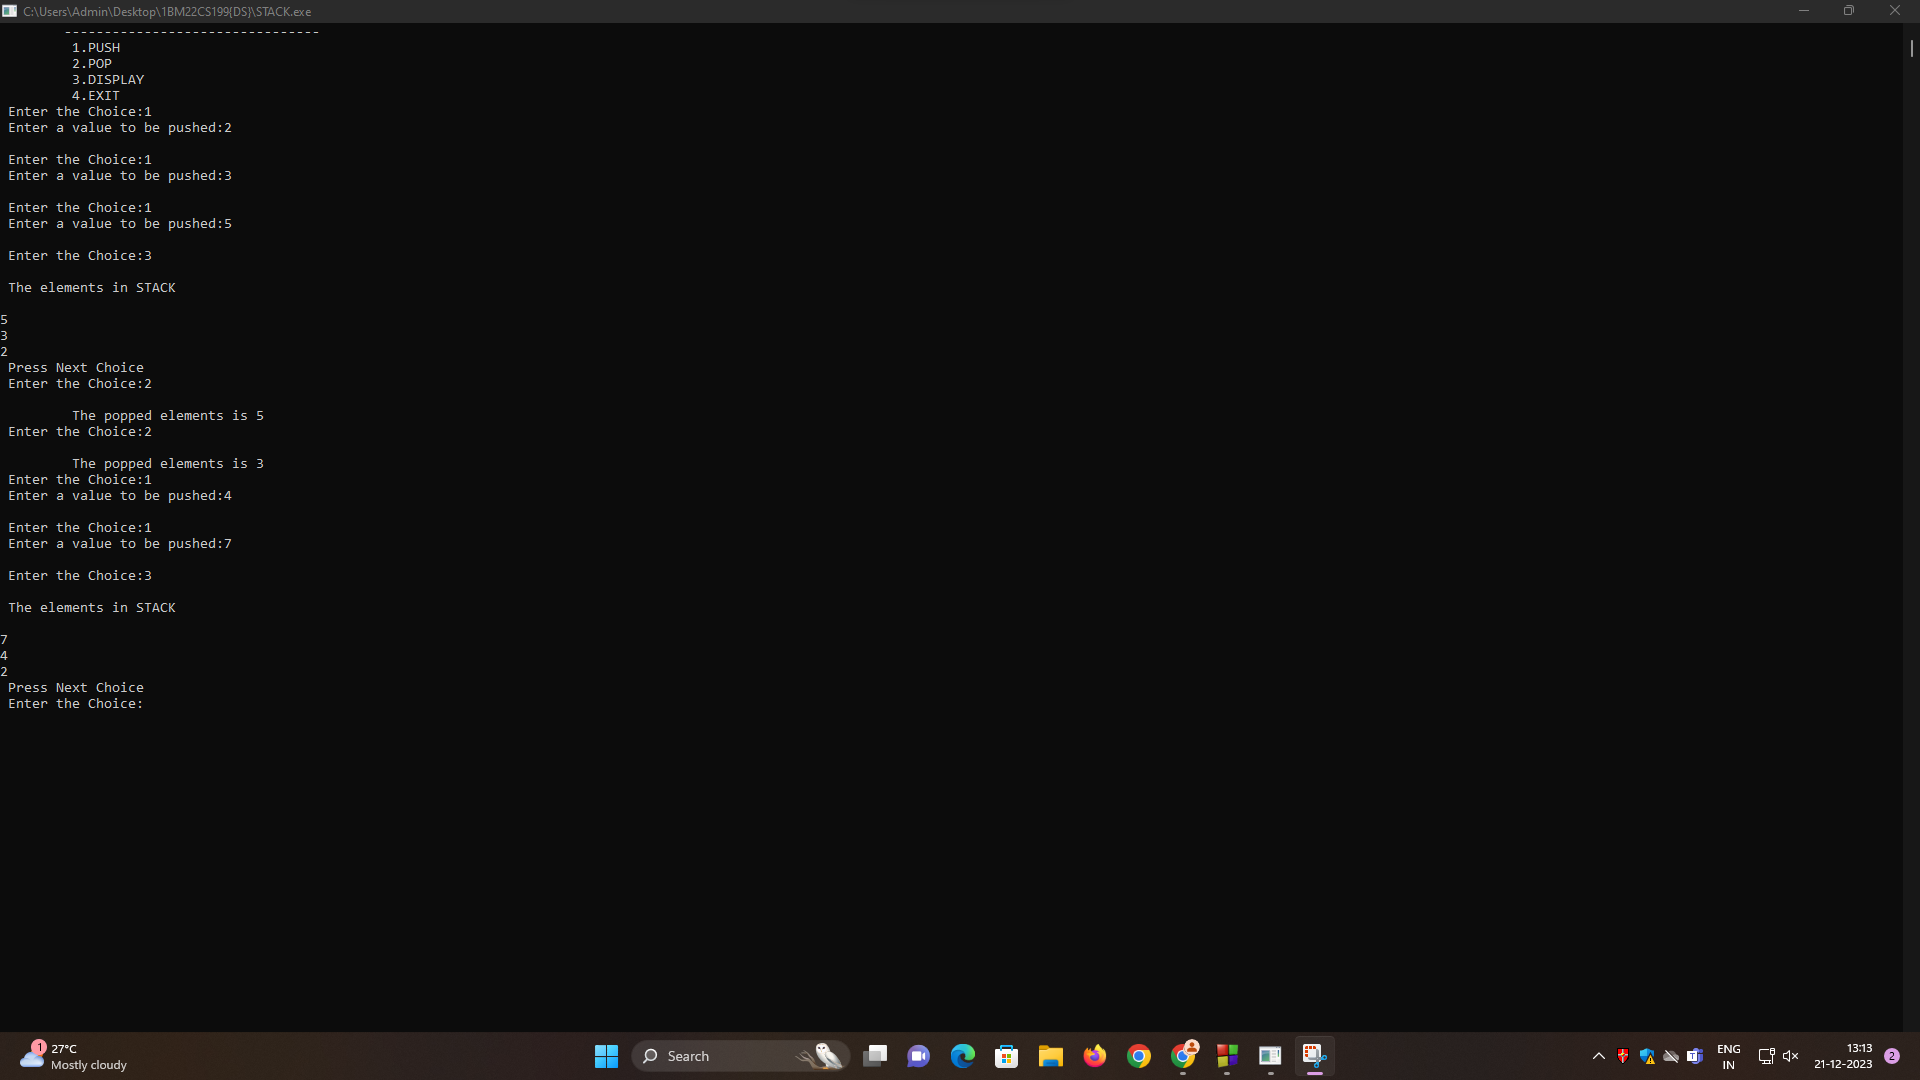 C:\Users\Admin\Desktop\1BM22CS199{DS}\STACK.exe
--------------------------------
1.PUSH
2.POP
3.DISPLAY
4.EXIT
Enter the Choice:1
Enter a value to be pushed:2
Enter the Choice:1
Enter a value to be pushed:3
Enter the Choice:1
Enter a value to be pushed:5
Enter the Choice:3
The elements in STACK
5
3
2
Press Next Choice
Enter the Choice:2
The popped elements is 5
Enter the Choice:2
The popped elements is 3
Enter the Choice:1
Enter a value to be pushed:4
Enter the Choice:1
Enter a value to be pushed:7
Enter the Choice:3
The elements in STACK
7
4
2
Press Next Choice
Enter the Choice:
1
27°C
Mostly cloudy
Search
ENG
IN
13:13
21-12-2023
2